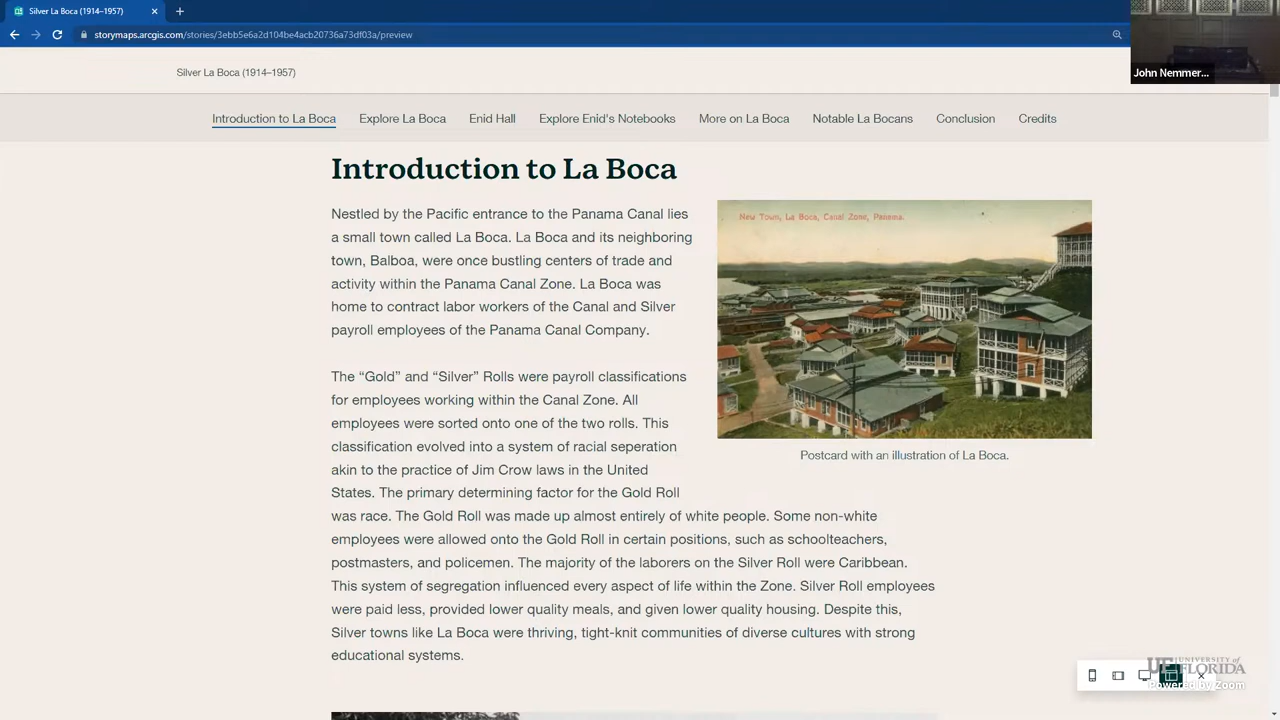 Silver La Boca (1914–1957)
storymaps.arcgis.com/stories/3ebb5e6a2d104be4acb20736a73df03a/preview
John Nemmer...
Silver La Boca (1914–1957)
Introduction to La Boca Explore La Boca Enid Hall Explore Enid's Notebooks More on La Boca Notable La Bocans Conclusion Credits
Introduction to La Boca
Nestled by the Pacific entrance to the Panama Canal lies
a small town called La Boca. La Boca and its neighboring
town, Balboa, were once bustling centers of trade and
activity within the Panama Canal Zone. La Boca was
home to contract labor workers of the Canal and Silver
payroll employees of the Panama Canal Company.
New Town, La Boca, Canal Zone, Panama.
Postcard with an illustration of La Boca.
The “Gold” and “Silver” Rolls were payroll classifications
for employees working within the Canal Zone. All
employees were sorted onto one of the two rolls. This
classification evolved into a system of racial seperation
akin to the practice of Jim Crow laws in the United
States. The primary determining factor for the Gold Roll
was race. The Gold Roll was made up almost entirely of white people. Some non-white
employees were allowed onto the Gold Roll in certain positions, such as schoolteachers,
postmasters, and policemen. The majority of the laborers on the Silver Roll were Caribbean.
This system of segregation influenced every aspect of life within the Zone. Silver Roll employees
were paid less, provided lower quality meals, and given lower quality housing. Despite this,
Silver towns like La Boca were thriving, tight-knit communities of diverse cultures with strong
educational systems.
UF UNIVERSITY of FLORIDA
Powered by Zoom